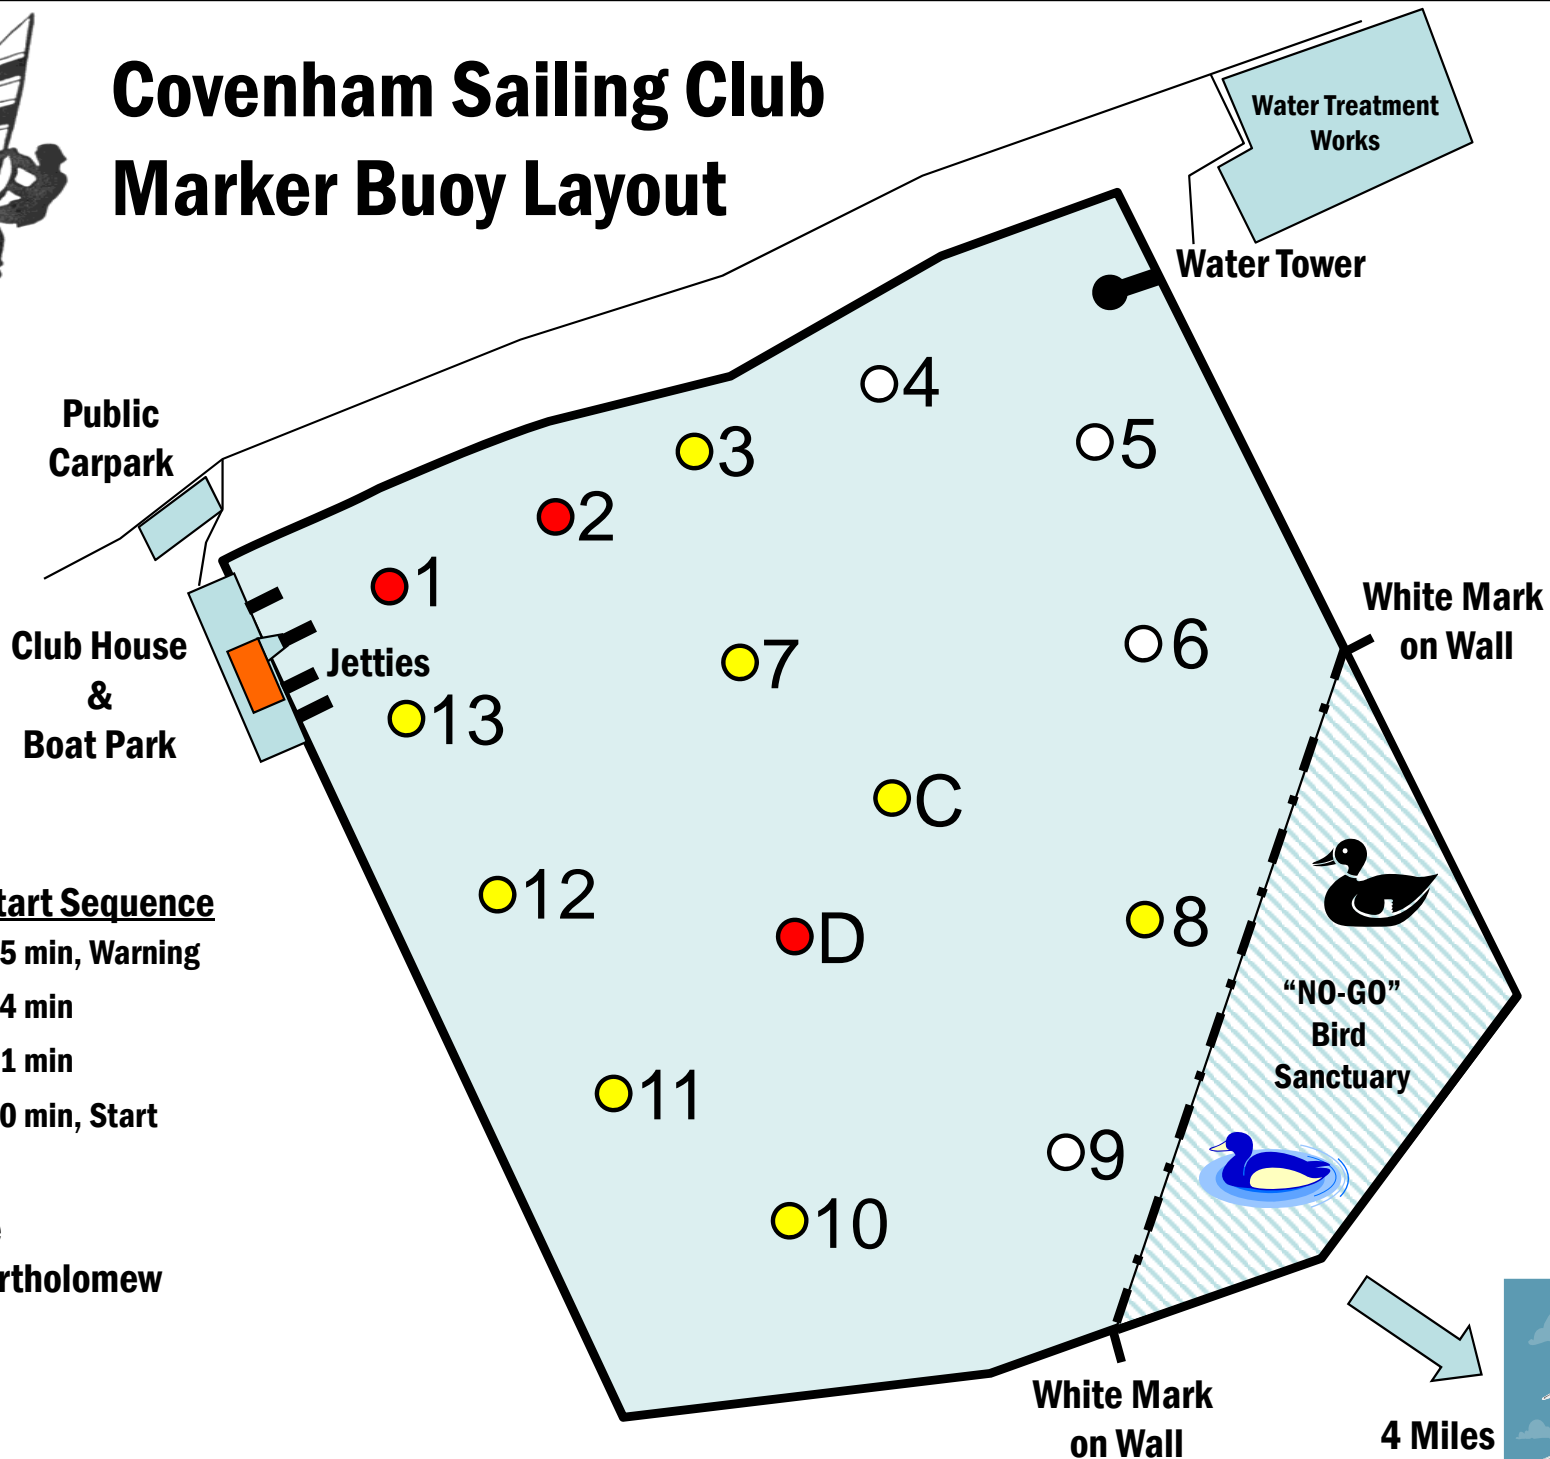 Covenham Sailing Club
Marker Buoy Layout
Water Treatment
Works
Water Tower
4
5
3
Public
Carpark
2
1
White Mark
on Wall
Club House
&
Boat Park
Jetties
7
6
13
C
12
D
8
tart Sequence
5 min, Warning
4 min
1 min
0 min, Start
“NO-GO”
Bird
Sanctuary
11
9
10
rtholomew
White Mark
on Wall
4 Miles